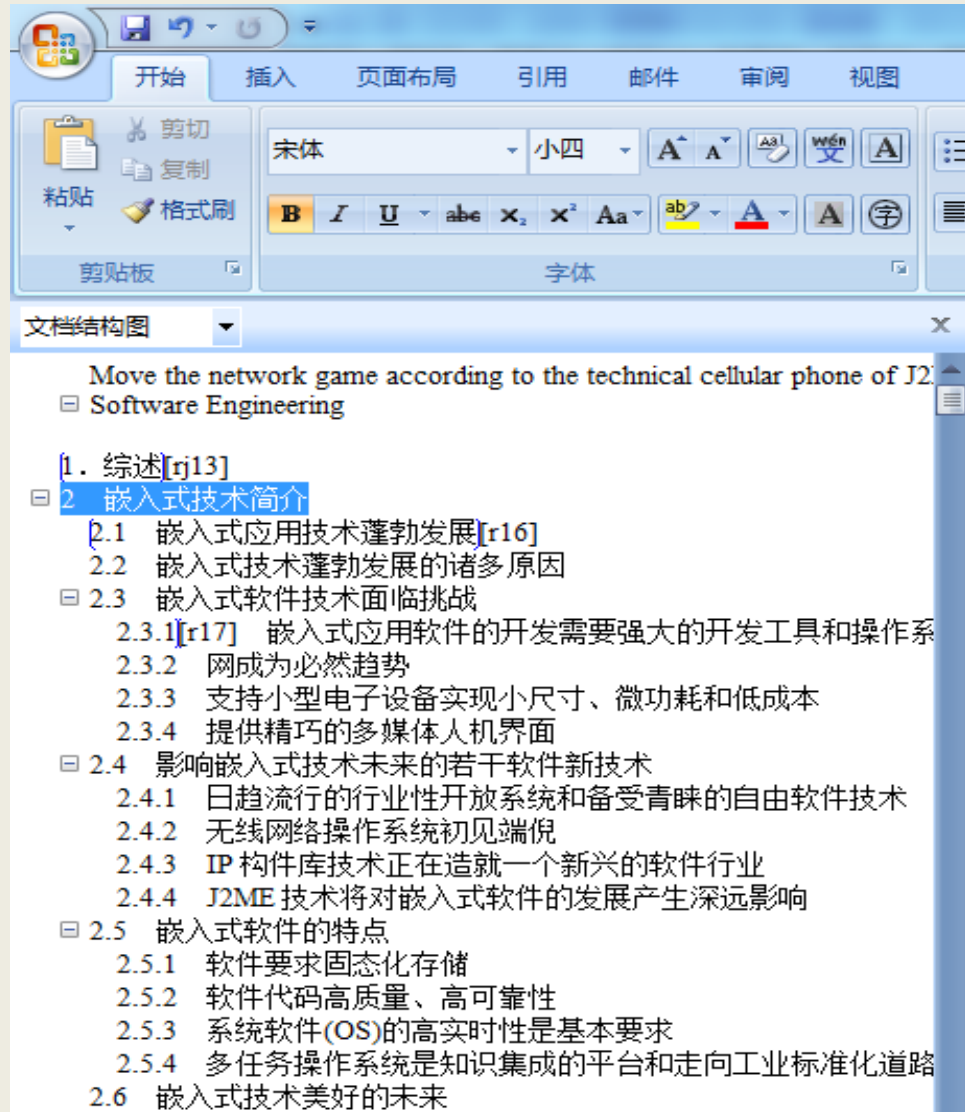 开始 插入 页面布局 引用 邮件 审阅 视图
剪切
宋体 小四 A A Aa wén 变 A
复制
粘贴
格式刷
B I U abc x₂ x² Aa ab A A 字
剪贴板 字体
文档结构图
Move the network game according to the technical cellular phone of J2
Software Engineering
1．综述[rj13]
2 嵌入式技术简介
2.1 嵌入式应用技术蓬勃发展[r16]
2.2 嵌入式技术蓬勃发展的诸多原因
2.3 嵌入式软件技术面临挑战
2.3.1[r17] 嵌入式应用软件的开发需要强大的开发工具和操作系
2.3.2 网成为必然趋势
2.3.3 支持小型电子设备实现小尺寸、微功耗和低成本
2.3.4 提供精巧的多媒体人机界面
2.4 影响嵌入式技术未来的若干软件新技术
2.4.1 日趋流行的行业性开放系统和备受青睐的自由软件技术
2.4.2 无线网络操作系统初见端倪
2.4.3 IP构件库技术正在造就一个新兴的软件行业
2.4.4 J2ME技术将对嵌入式软件的发展产生深远影响
2.5 嵌入式软件的特点
2.5.1 软件要求固态化存储
2.5.2 软件代码高质量、高可靠性
2.5.3 系统软件(OS)的高实时性是基本要求
2.5.4 多任务操作系统是知识集成的平台和走向工业标准化道路
2.6 嵌入式技术美好的未来